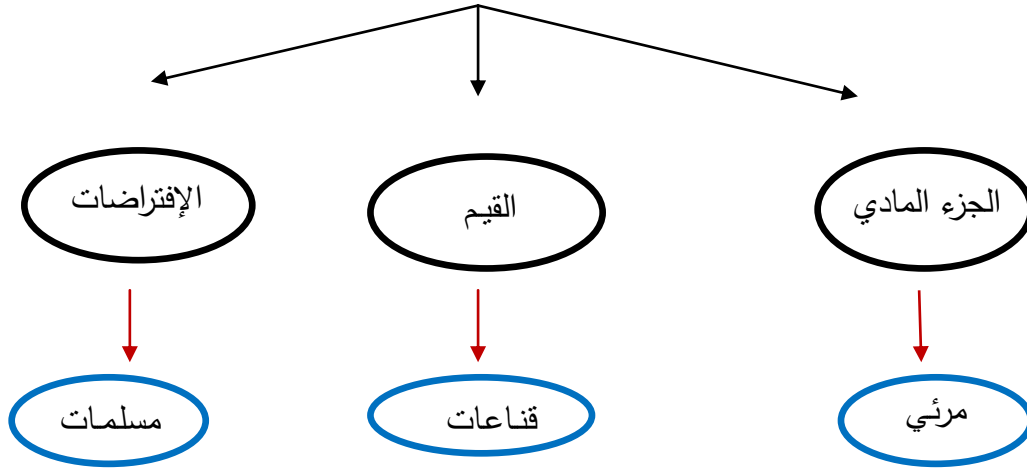 الجزء المادي
القيم
الإفتراضات
مرئي
قناعات
مسلمات